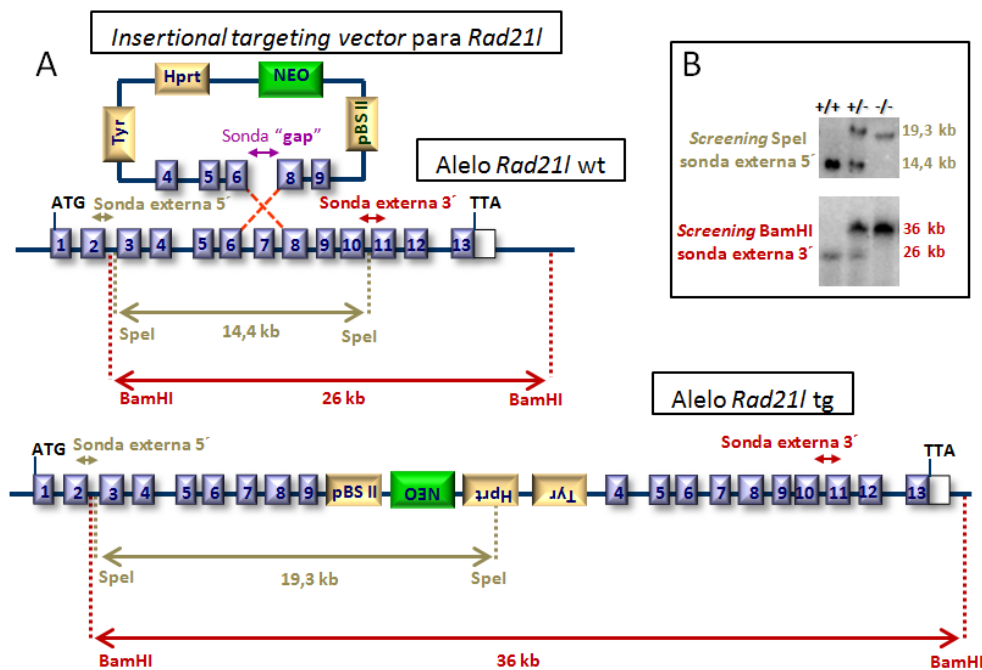 Insertional targeting vector para Rad21l
A
Hprt
NEO
Tyr
pBS II
Sonda "gap"
4 5 6 8 9
Alelo Rad21l wt
ATG
Sonda externa 5´
Sonda externa 3´
TTA
1 2 3 4 5 6 7 8 9 10 11 12 13
SpeI
14,4 kb
SpeI
BamHI
26 kb
BamHI
B
+/+ +/- -/-
Screening SpeI
sonda externa 5´
19,3 kb
14,4 kb
Screening BamHI
sonda externa 3´
36 kb
26 kb
Alelo Rad21l tg
ATG
Sonda externa 5´
Sonda externa 3´
TTA
1 2 3 4 5 6 7 8 9 pBS II NEO Hprt Tyr 4 5 6 7 8 9 10 11 12 13
SpeI
19,3 kb
SpeI
BamHI
36 kb
BamHI